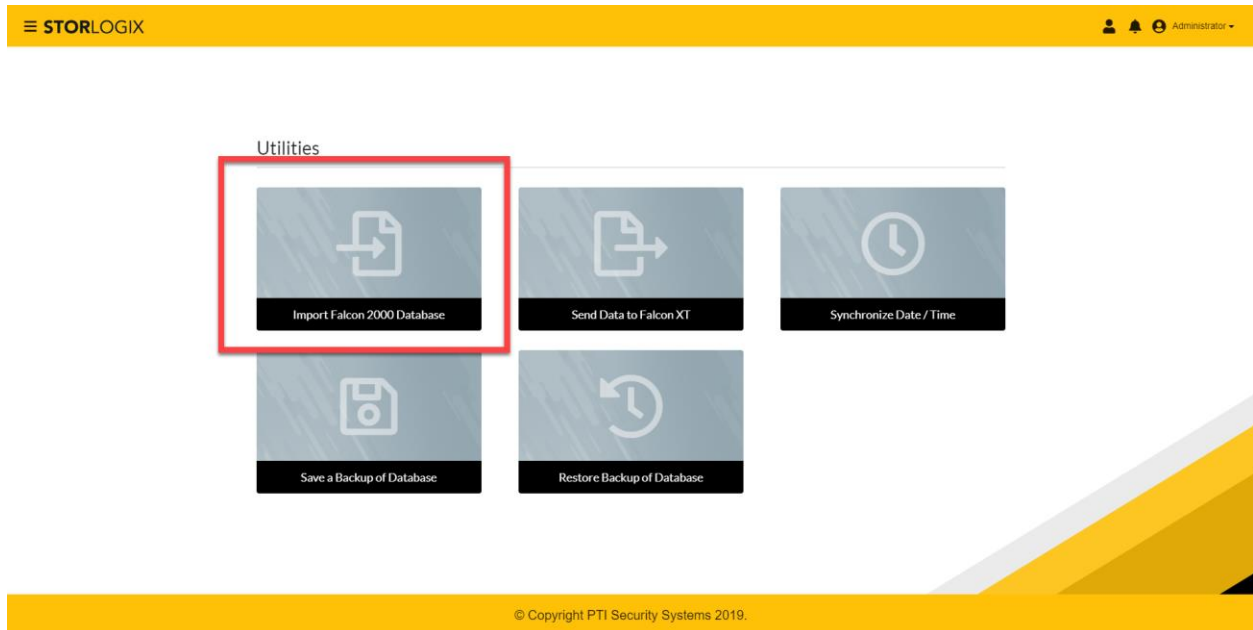 STORLOGIX
Administrator
Utilities
Import Falcon 2000 Database
Send Data to Falcon XT
Synchronize Date / Time
Save a Backup of Database
Restore Backup of Database
© Copyright PTI Security Systems 2019.